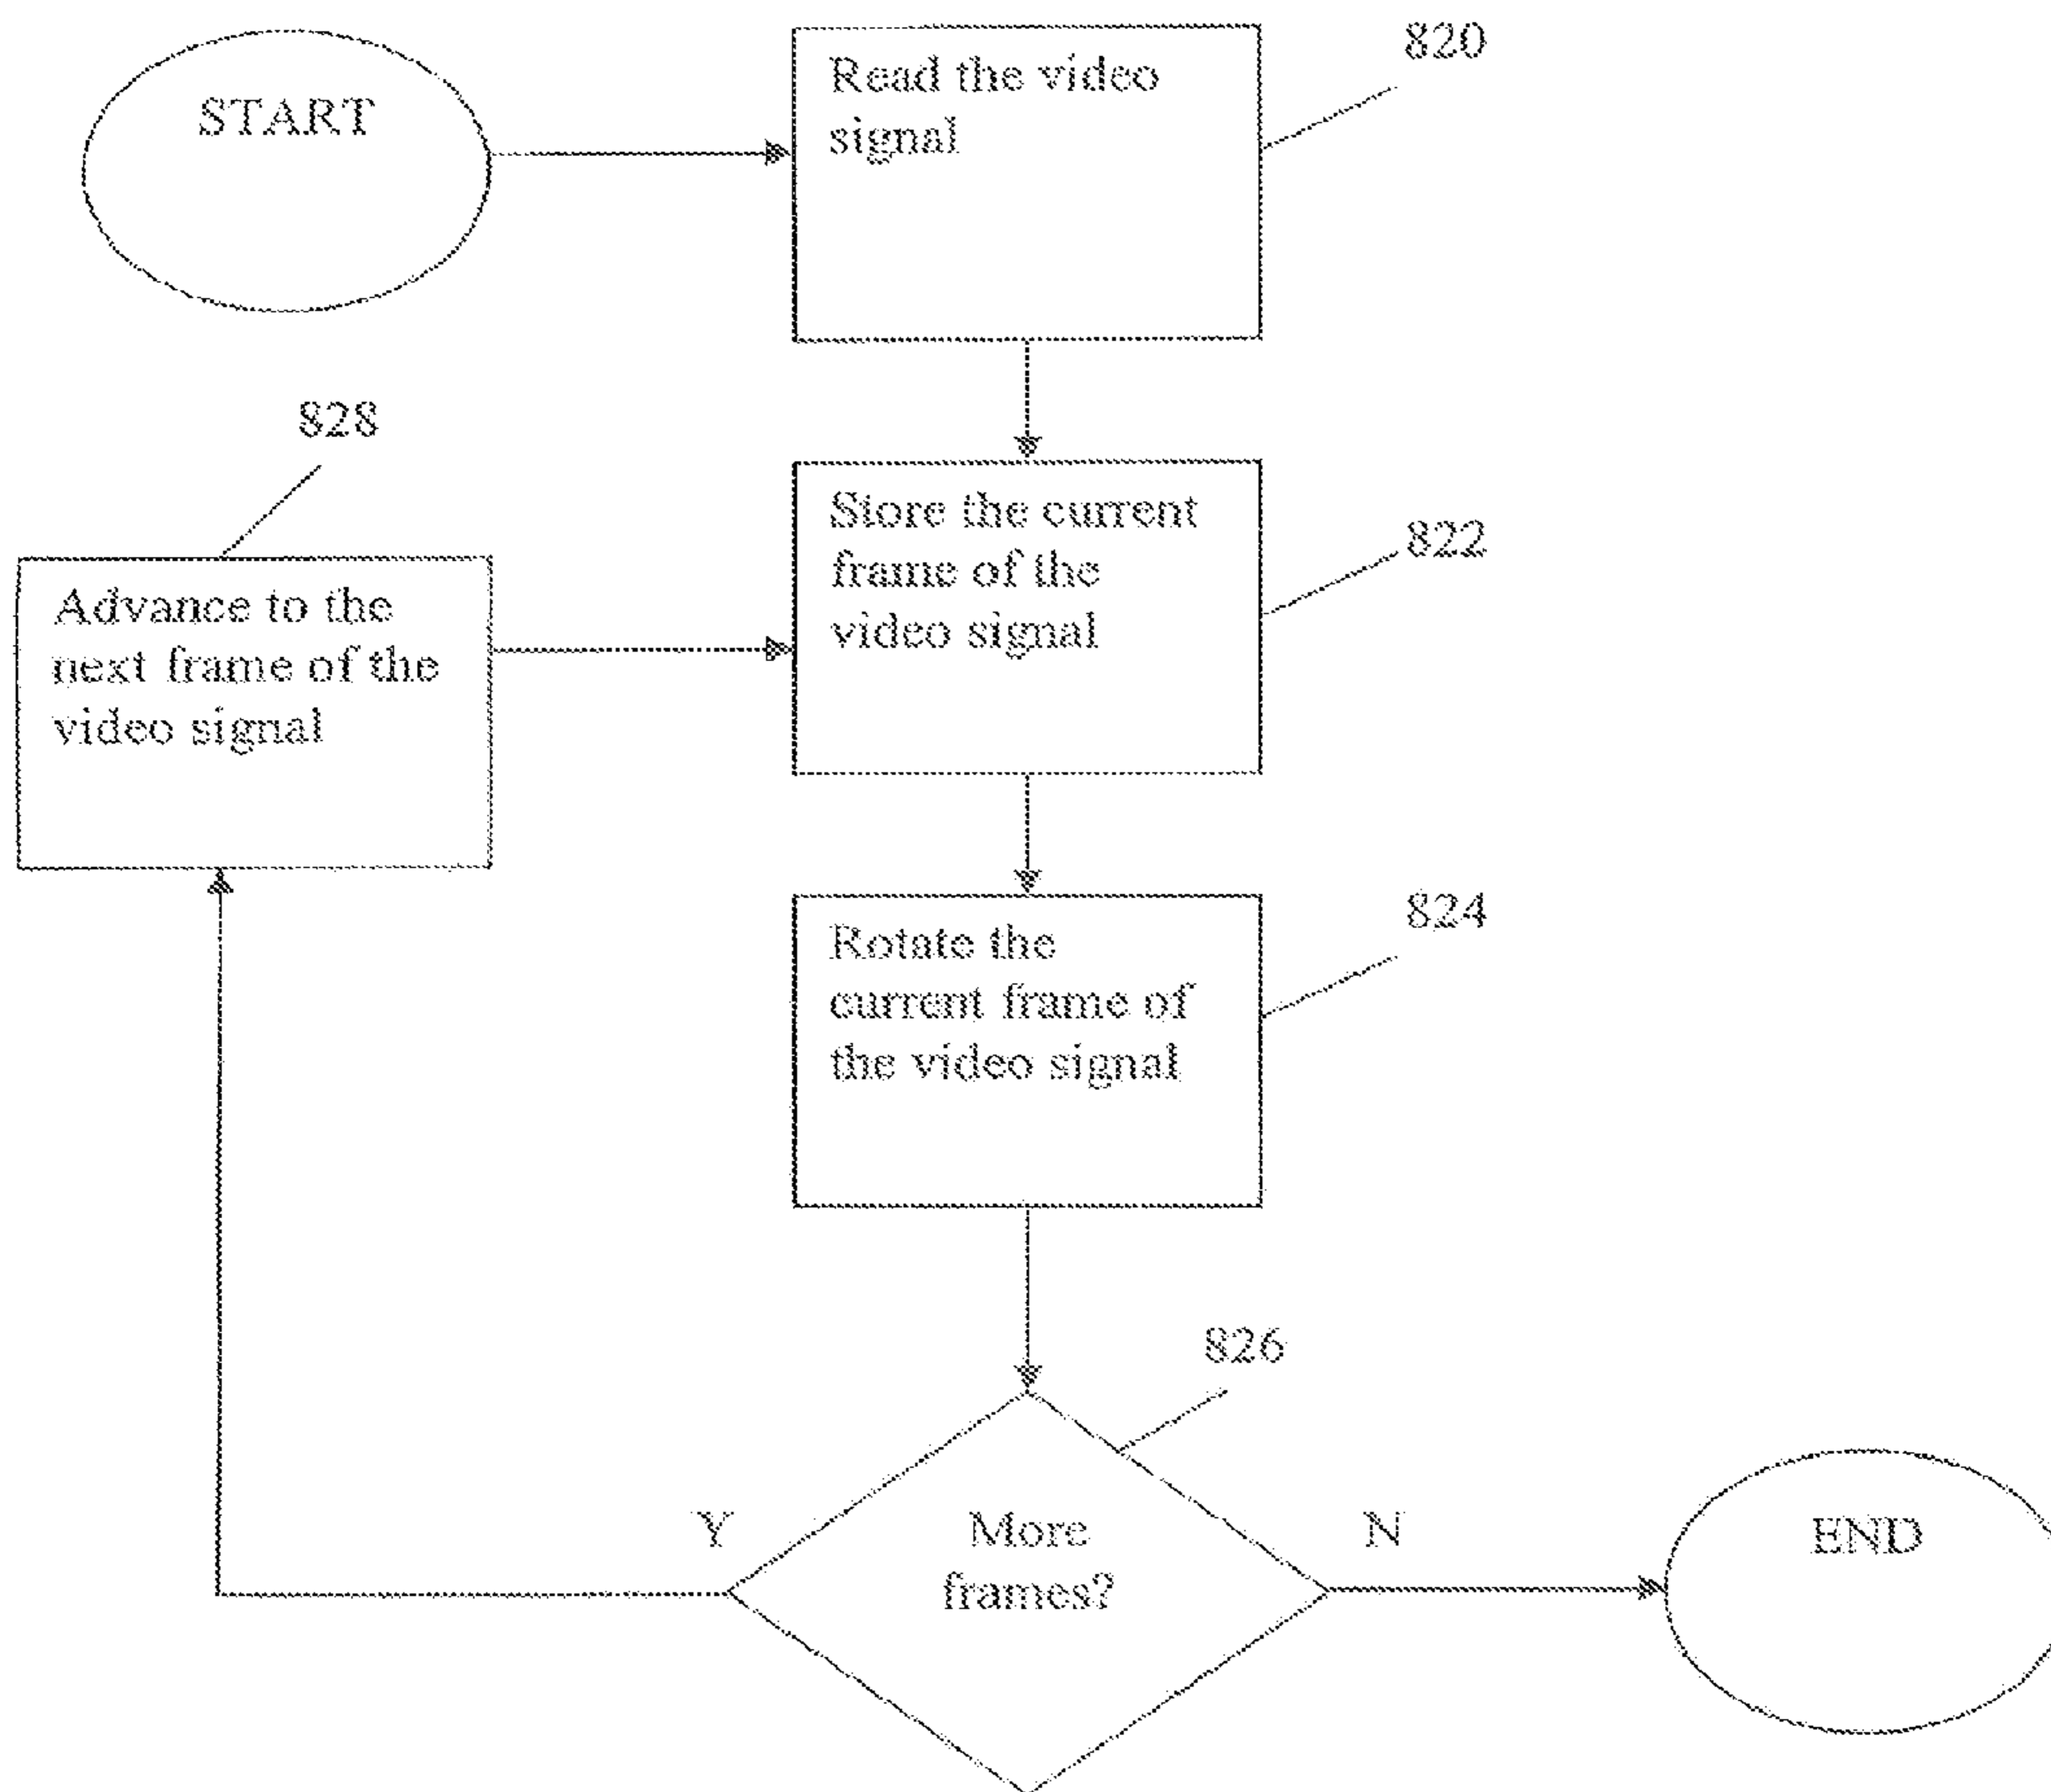 START
Read the video
signal
820
828
Advance to the
next frame of the
video signal
Store the current
frame of the
video signal
822
Rotate the
current frame of
the video signal
824
826
Y
More
frames?
N
END